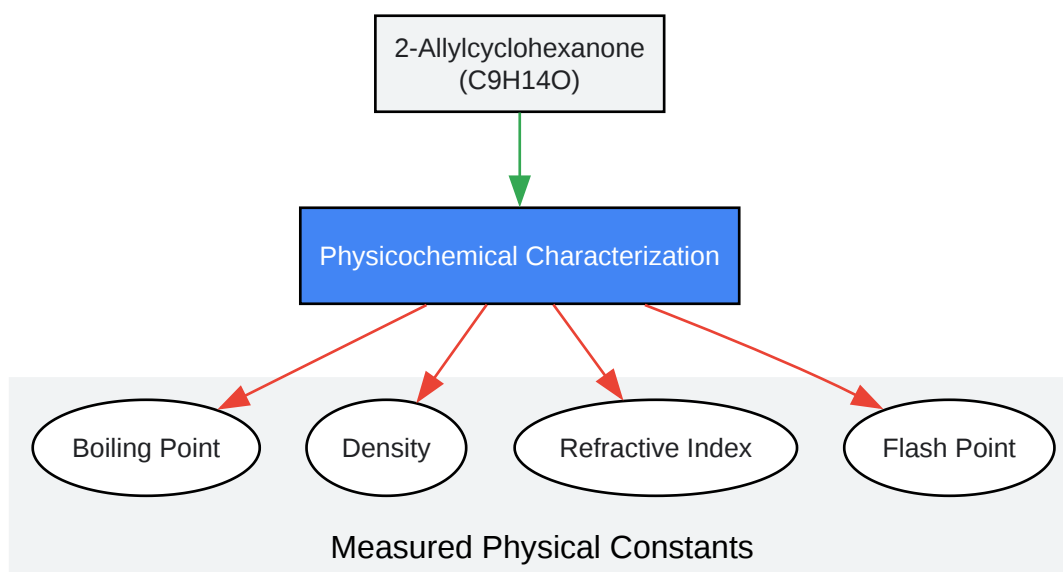 2-Allylcyclohexanone
(C9H14O)
Physicochemical Characterization
Boiling Point
Density
Refractive Index
Flash Point
Measured Physical Constants